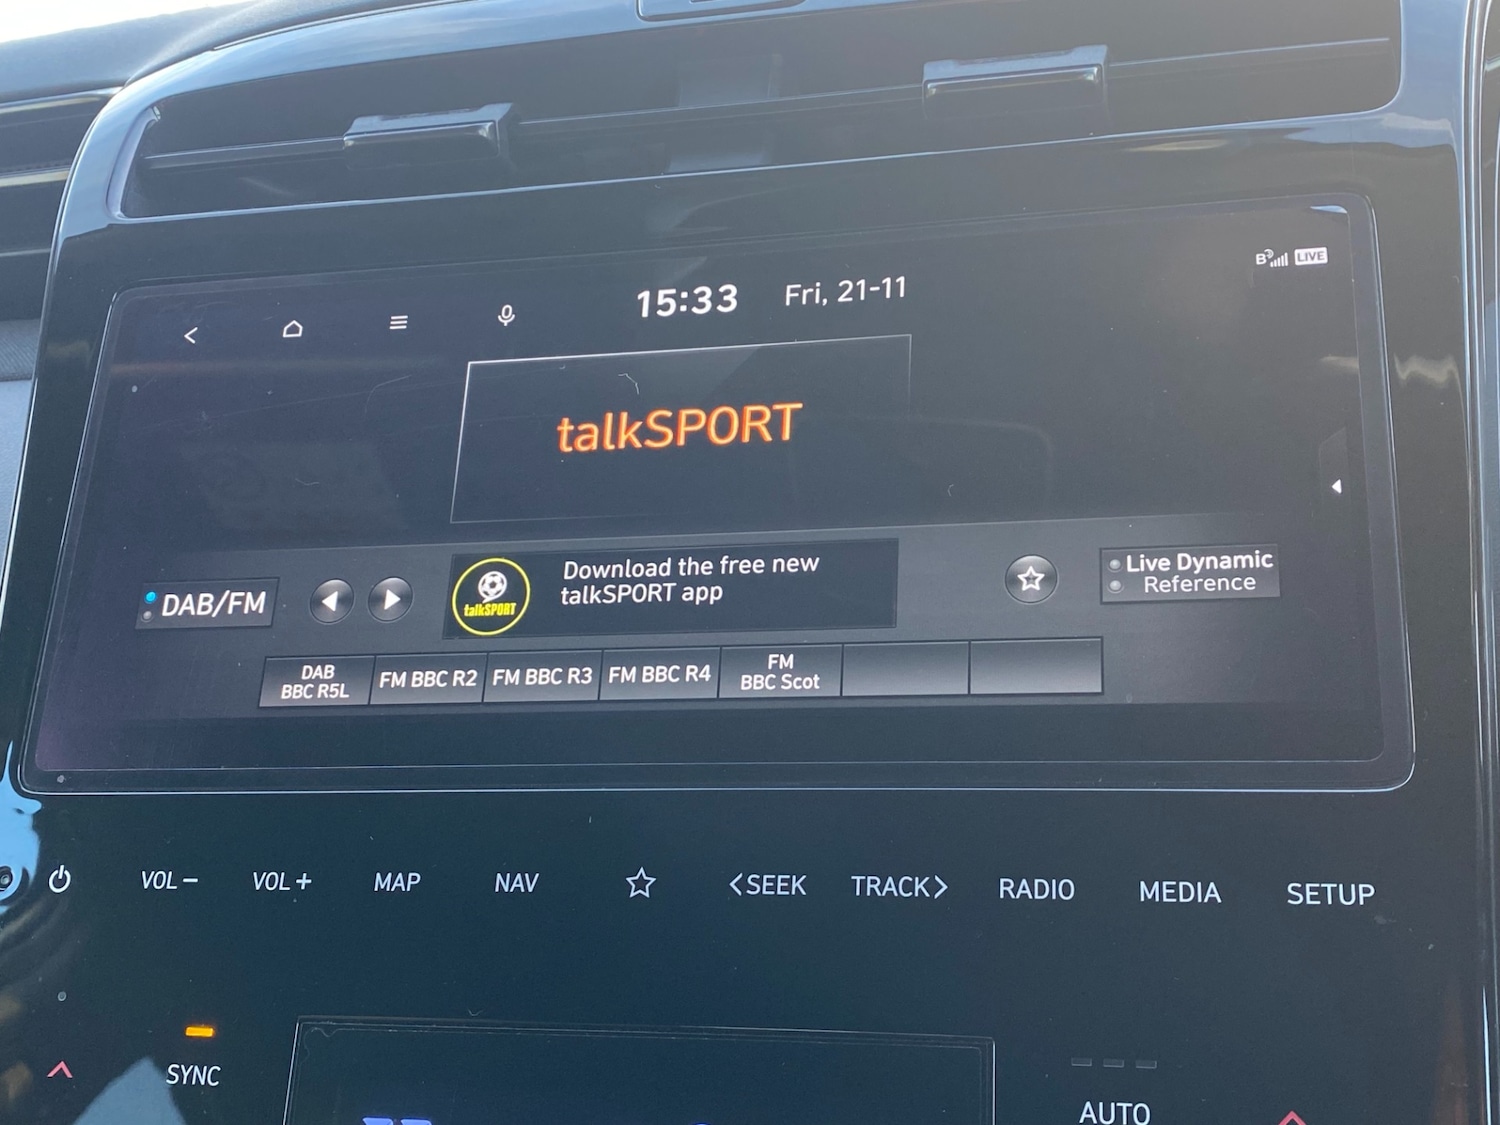 15:33 Fri, 21-11
B LIVE
talkSPORT
DAB/FM
talkSPORT
Download the free new
talkSPORT app
Live Dynamic
Reference
DAB
BBC R5L
FM BBC R2
FM BBC R3
FM BBC R4
FM
BBC Scot
VOL− VOL+ MAP NAV <SEEK TRACK> RADIO MEDIA SETUP
SYNC
AUTO